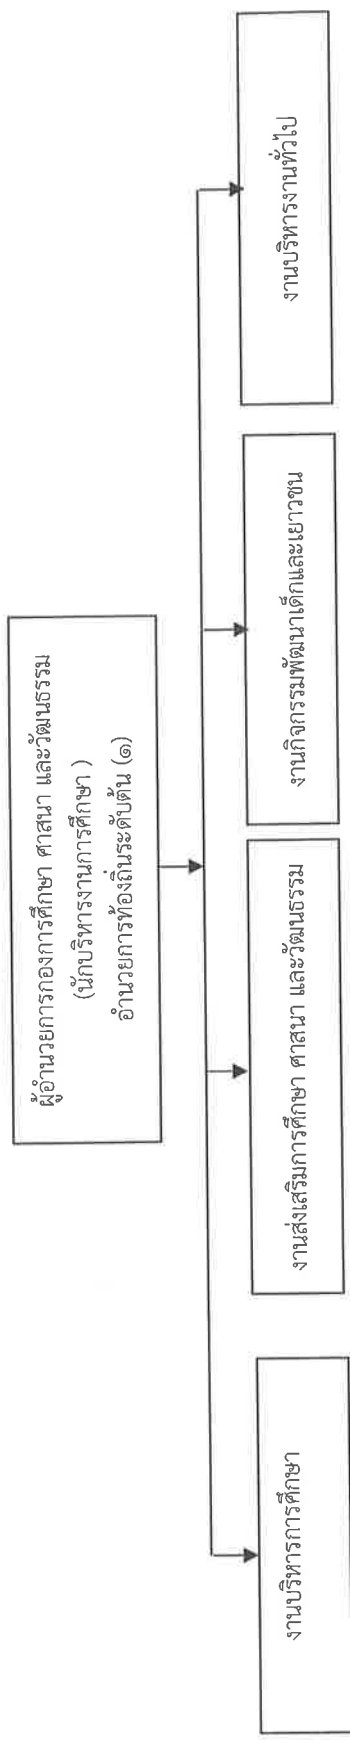 ผู้อำนวยการกองการศึกษา ศาสนา และวัฒนธรรม
(นักบริหารงานการศึกษา )
อำนวยการท้องถิ่นระดับต้น (๑)
งานบริหารการศึกษา
งานส่งเสริมการศึกษา ศาสนา และวัฒนธรรม
งานกิจกรรมพัฒนาเด็กและเยาวชน
งานบริหารงานทั่วไป